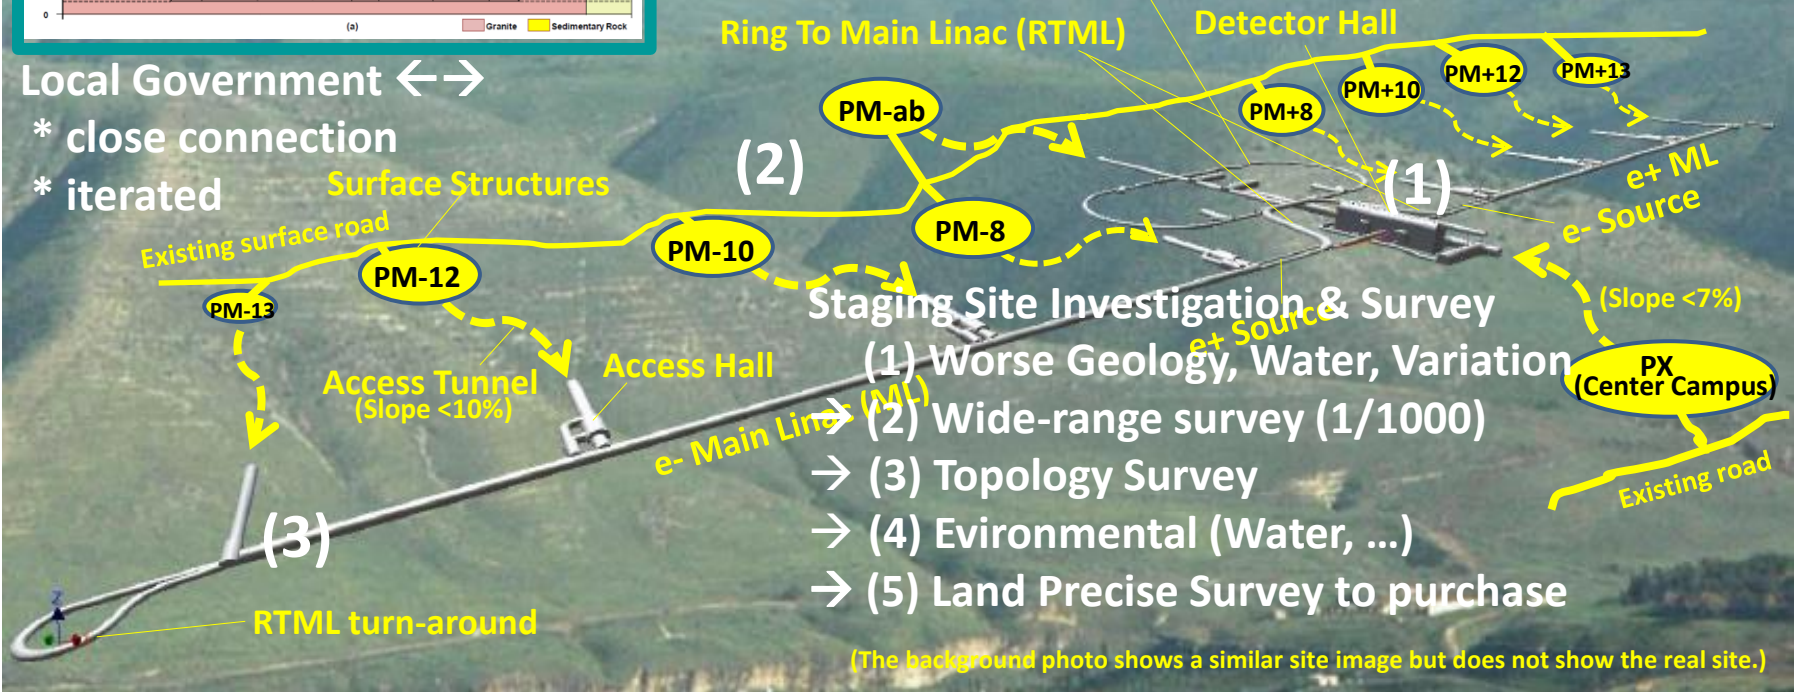 0
(a)
Granite
Sedimentary Rock
Local Government ←→
* close connection
* iterated
Ring To Main Linac (RTML)
Detector Hall
PM-ab
PM+8
PM+10
PM+12
PM+13
(2)
(1)
e+ ML
e- Source
Surface Structures
Existing surface road
PM-13
PM-12
PM-10
PM-8
(Slope <7%)
PX
(Center Campus)
Existing road
Access Tunnel
(Slope <10%)
Access Hall
e+ Source
e- Main Linac (ML)
Staging Site Investigation & Survey
(1) Worse Geology, Water, Variation
→ (2) Wide-range survey (1/1000)
→ (3) Topology Survey
→ (4) Evironmental (Water, ...)
→ (5) Land Precise Survey to purchase
(3)
Z
RTML turn-around
(The background photo shows a similar site image but does not show the real site.)